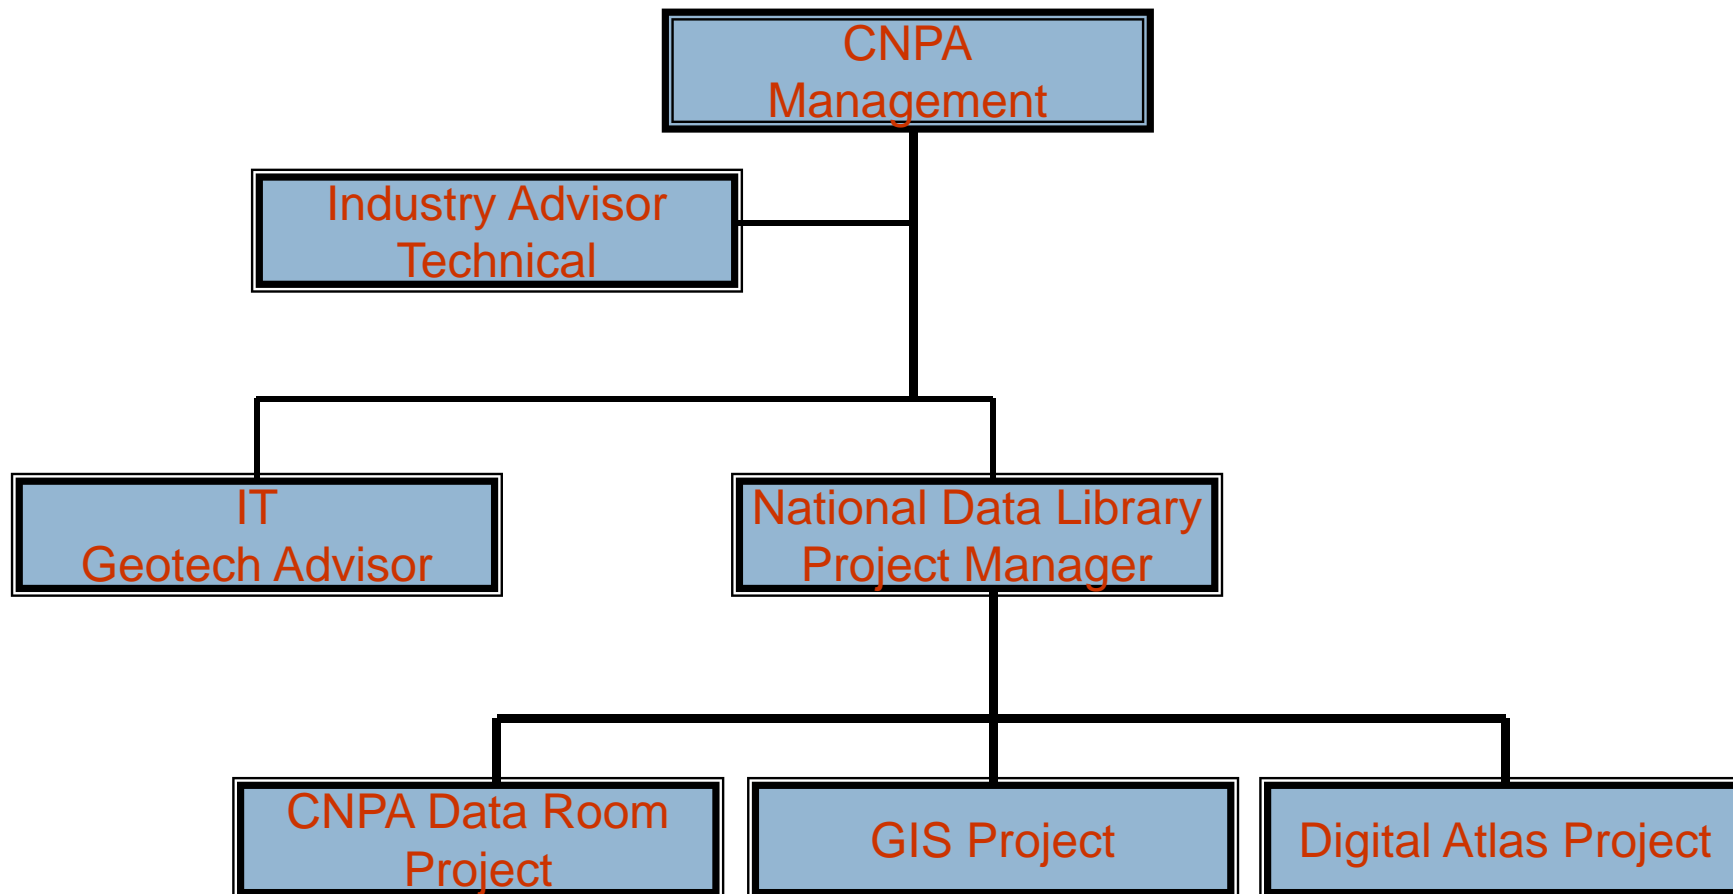 CNPA
Management
Industry Advisor
Technical
IT
Geotech Advisor
National Data Library
Project Manager
CNPA Data Room
Project
GIS Project
Digital Atlas Project